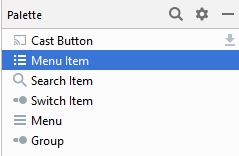 Palette
Cast Button
Menu Item
Search Item
Switch Item
Menu
Group